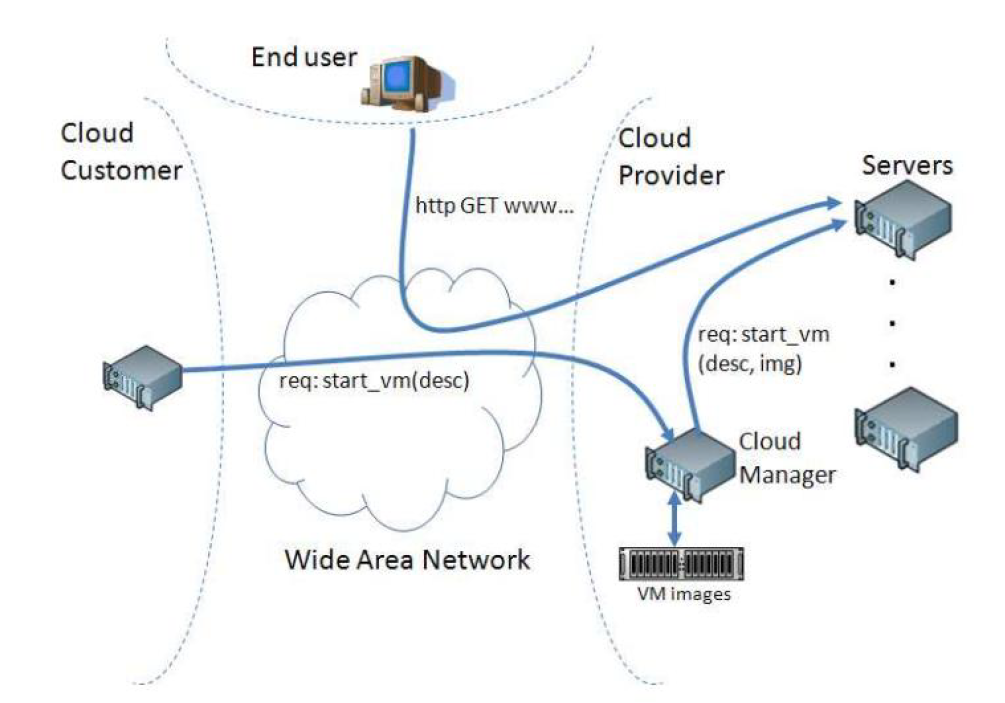 End user
Cloud
Customer
Cloud
Provider
Servers
http GET www...
req: start_vm
(desc, img)
req: start_vm(desc)
Cloud
Manager
Wide Area Network
VM images